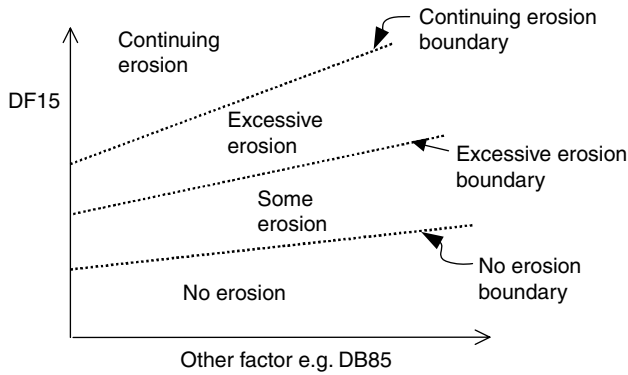 Continuing
erosion
Continuing erosion
boundary
DF15
Excessive
erosion
Excessive erosion
boundary
Some
erosion
No erosion
boundary
No erosion
Other factor e.g. DB85